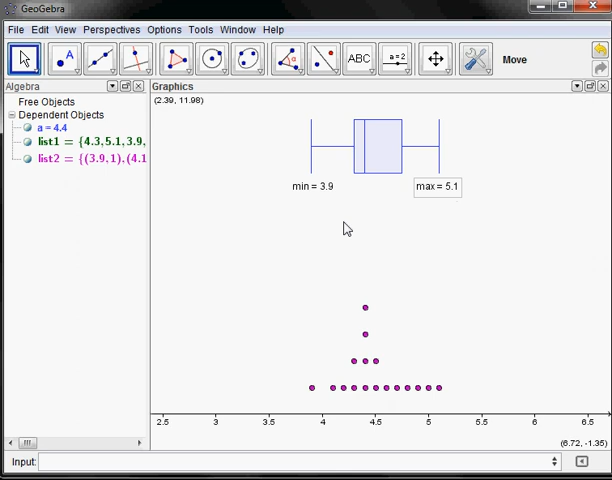 GeoGebra
File Edit View Perspectives Options Tools Window Help
A
α
ABC
a=2
Move
Algebra
Graphics
Free Objects
(2.39, 11.98)
Dependent Objects
a = 4.4
list1 = {4.3, 5.1, 3.9,
list2 = {(3.9, 1), (4.1
min = 3.9
max = 5.1
2.5 3 3.5 4 4.5 5 5.5 6 6.5
(6.72, -1.35)
Input: